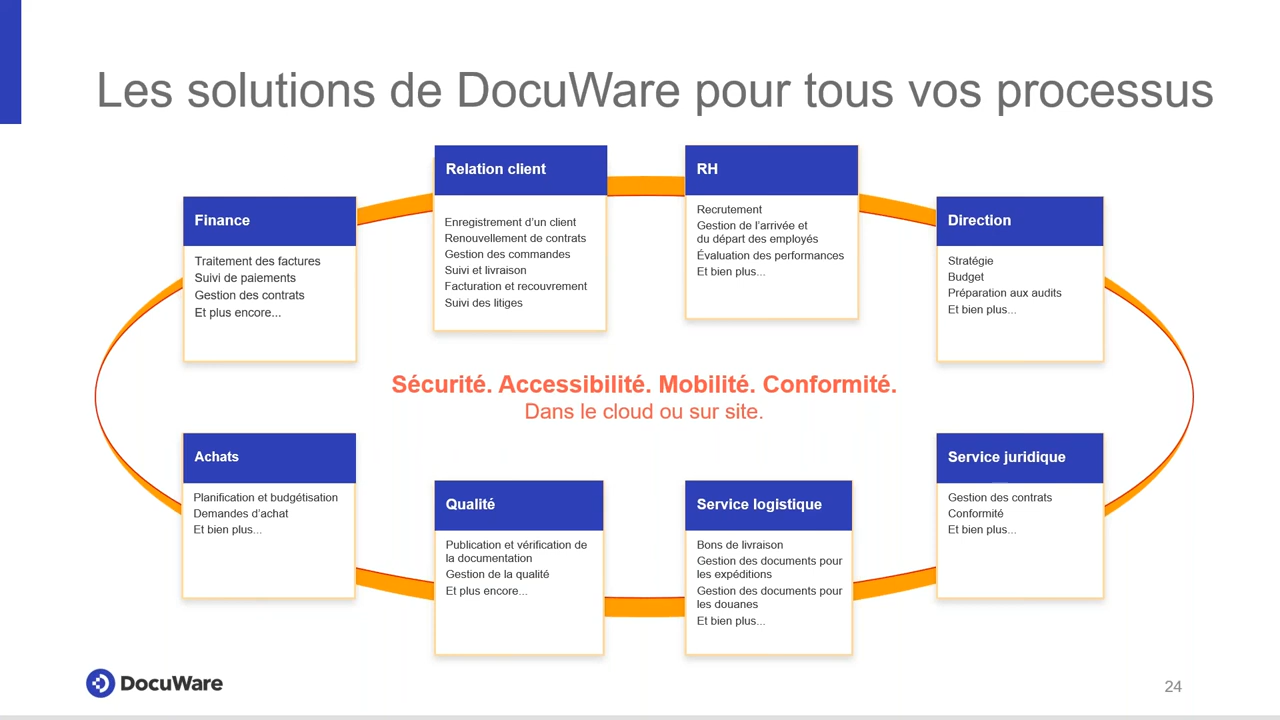 Les solutions de DocuWare pour tous vos processus
Finance
Traitement des factures
Suivi de paiements
Gestion des contrats
Et plus encore...
Relation client
Enregistrement d'un client
Renouvellement de contrats
Gestion des commandes
Suivi et livraison
Facturation et recouvrement
Suivi des litiges
RH
Recrutement
Gestion de l'arrivée et
du départ des employés
Évaluation des performances
Et bien plus...
Direction
Stratégie
Budget
Préparation aux audits
Et bien plus...
Sécurité. Accessibilité. Mobilité. Conformité.
Dans le cloud ou sur site.
Achats
Planification et budgétisation
Demandes d'achat
Et bien plus...
Qualité
Publication et vérification de
la documentation
Gestion de la qualité
Et plus encore...
Service logistique
Bons de livraison
Gestion des documents pour
les expéditions
Gestion des documents pour
les douanes
Et bien plus...
Service juridique
Gestion des contrats
Conformité
Et bien plus...
DocuWare
24